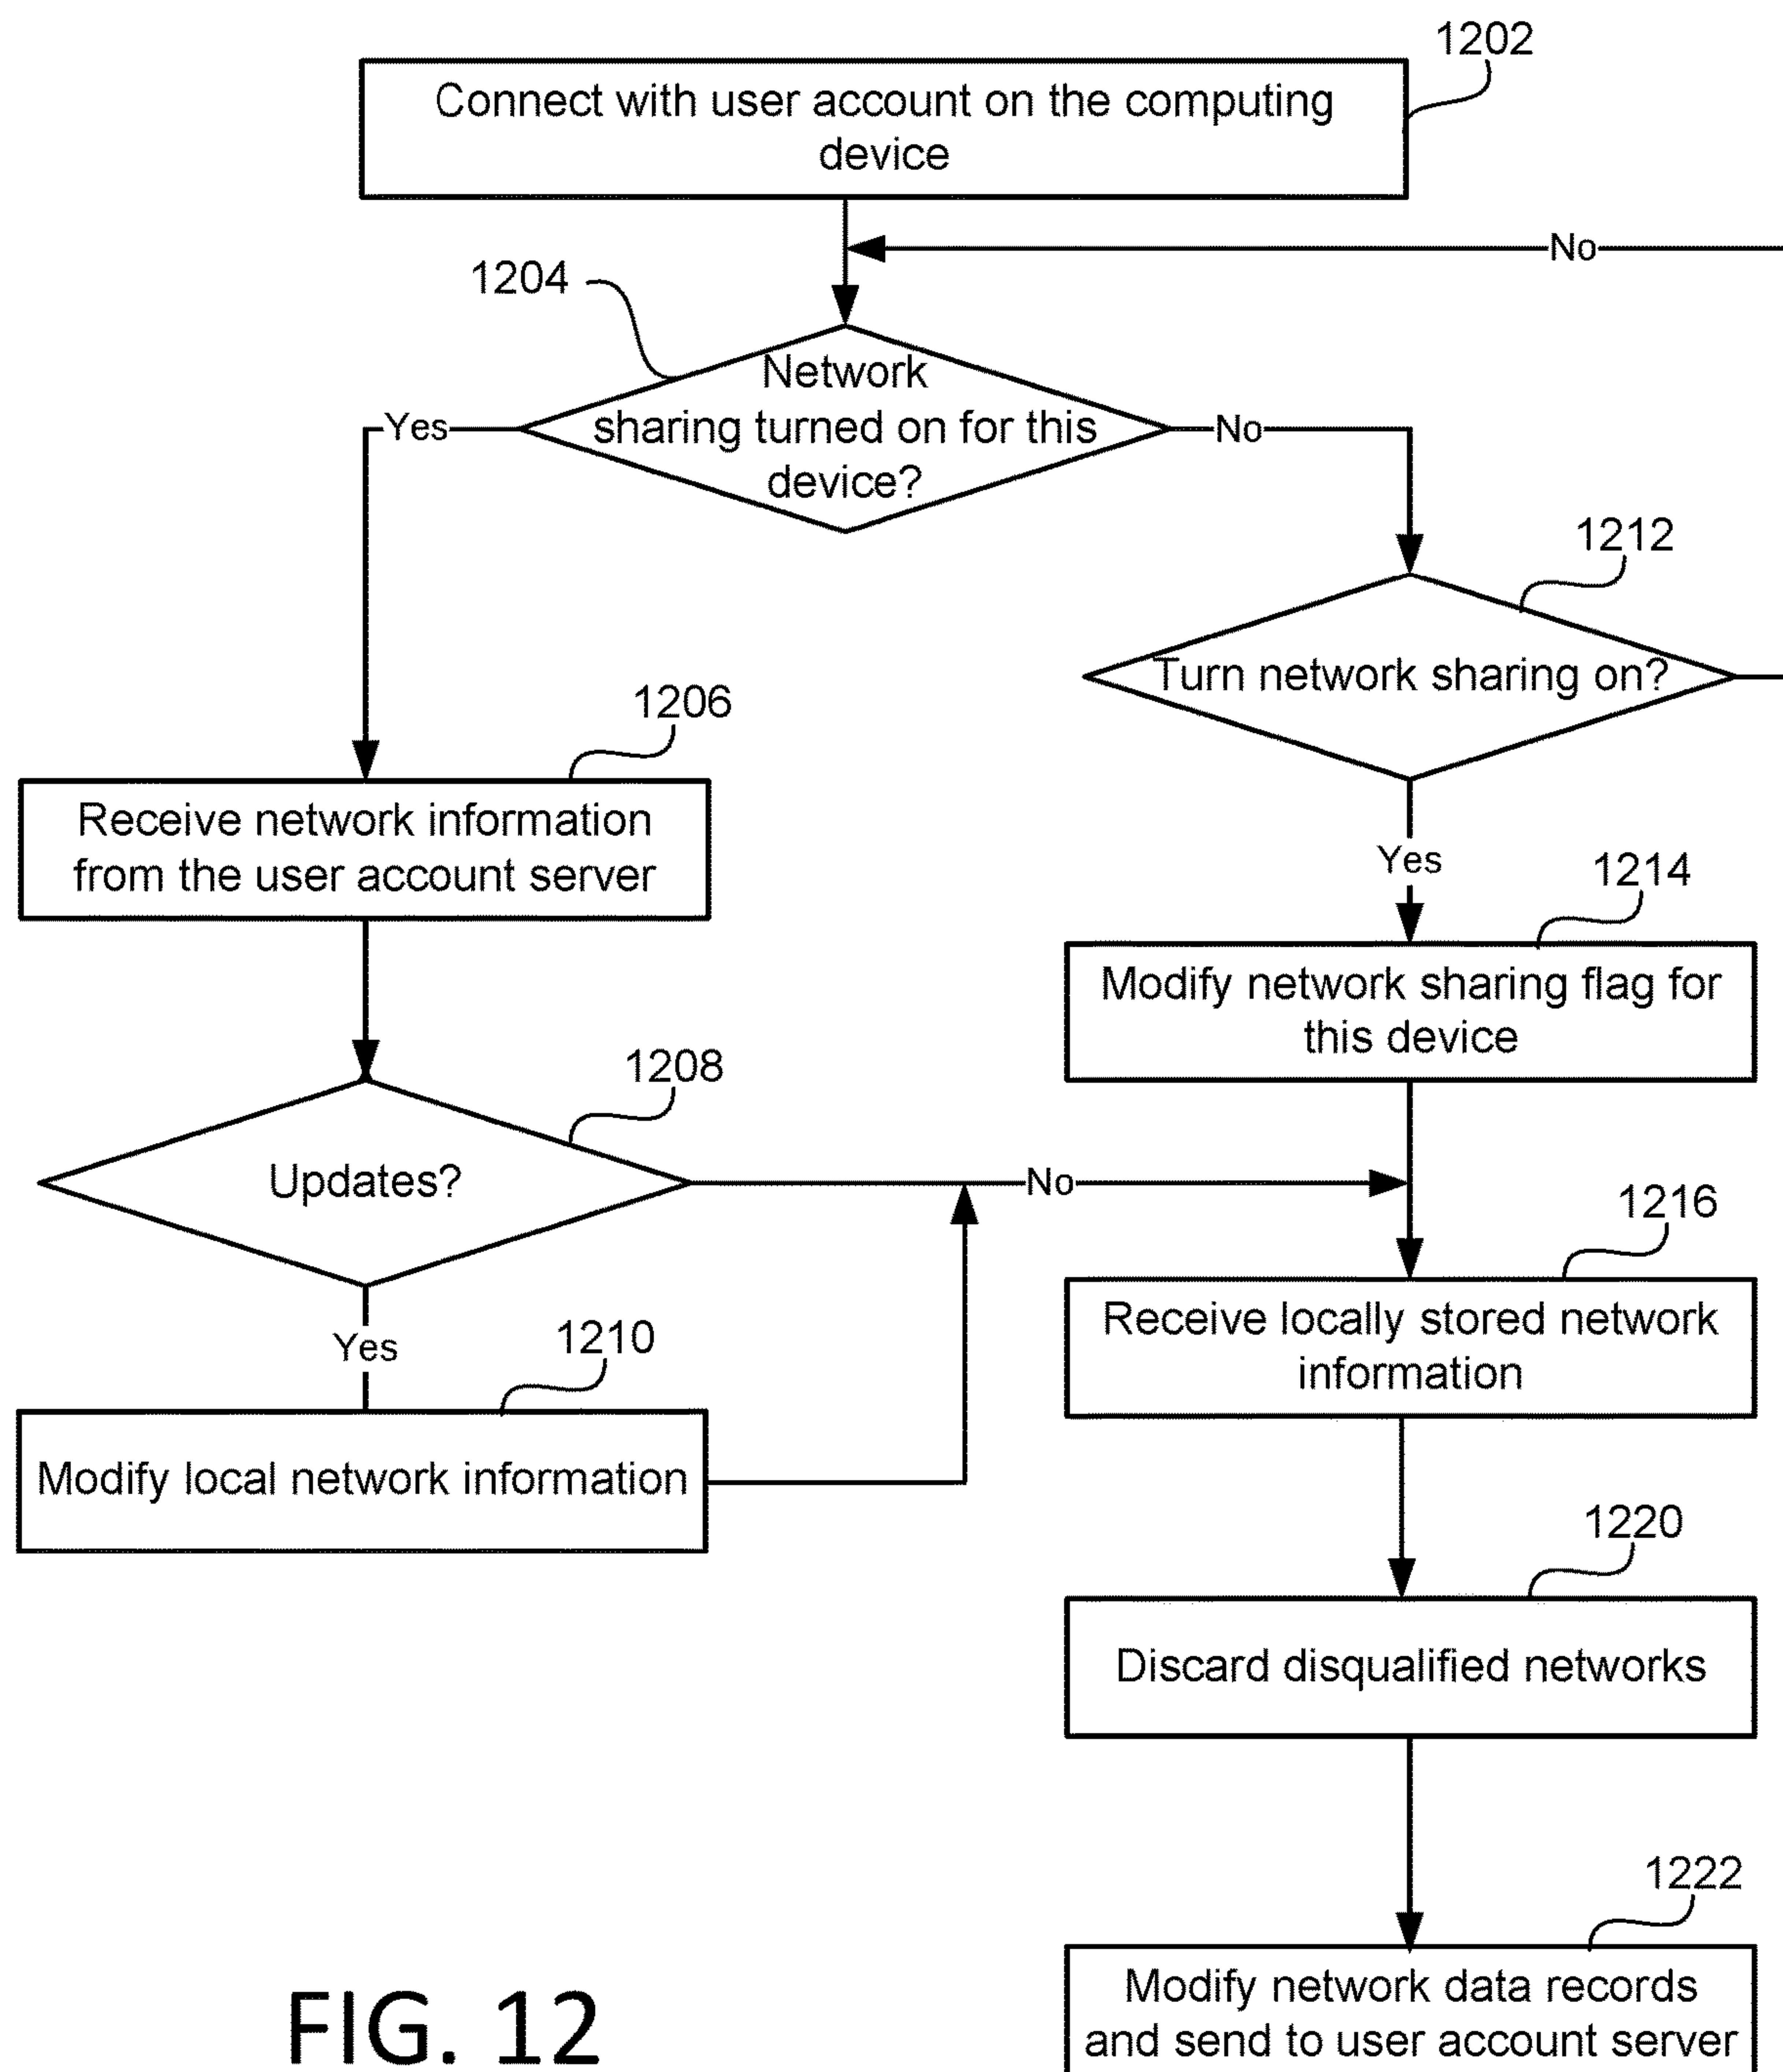 1202
Connect with user account on the computing
device
No
1204
Network
sharing turned on for this
device?
Yes
No
1212
Turn network sharing on?
1206
Receive network information
from the user account server
Yes
1214
Modify network sharing flag for
this device
1208
Updates?
No
1216
Receive locally stored network
information
Yes
1210
Modify local network information
1220
Discard disqualified networks
1222
Modify network data records
and send to user account server
FIG. 12